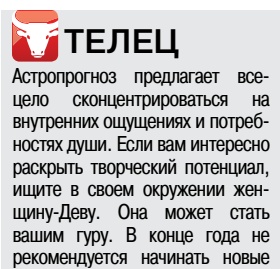 ТЕЛЕЦ
Астропрогноз предлагает все-
цело сконцентрироваться на
внутренних ощущениях и потреб-
ностях души. Если вам интересно
раскрыть творческий потенциал,
ищите в своем окружении жен-
щину-Деву. Она может стать
вашим гуру. В конце года не
рекомендуется начинать новые